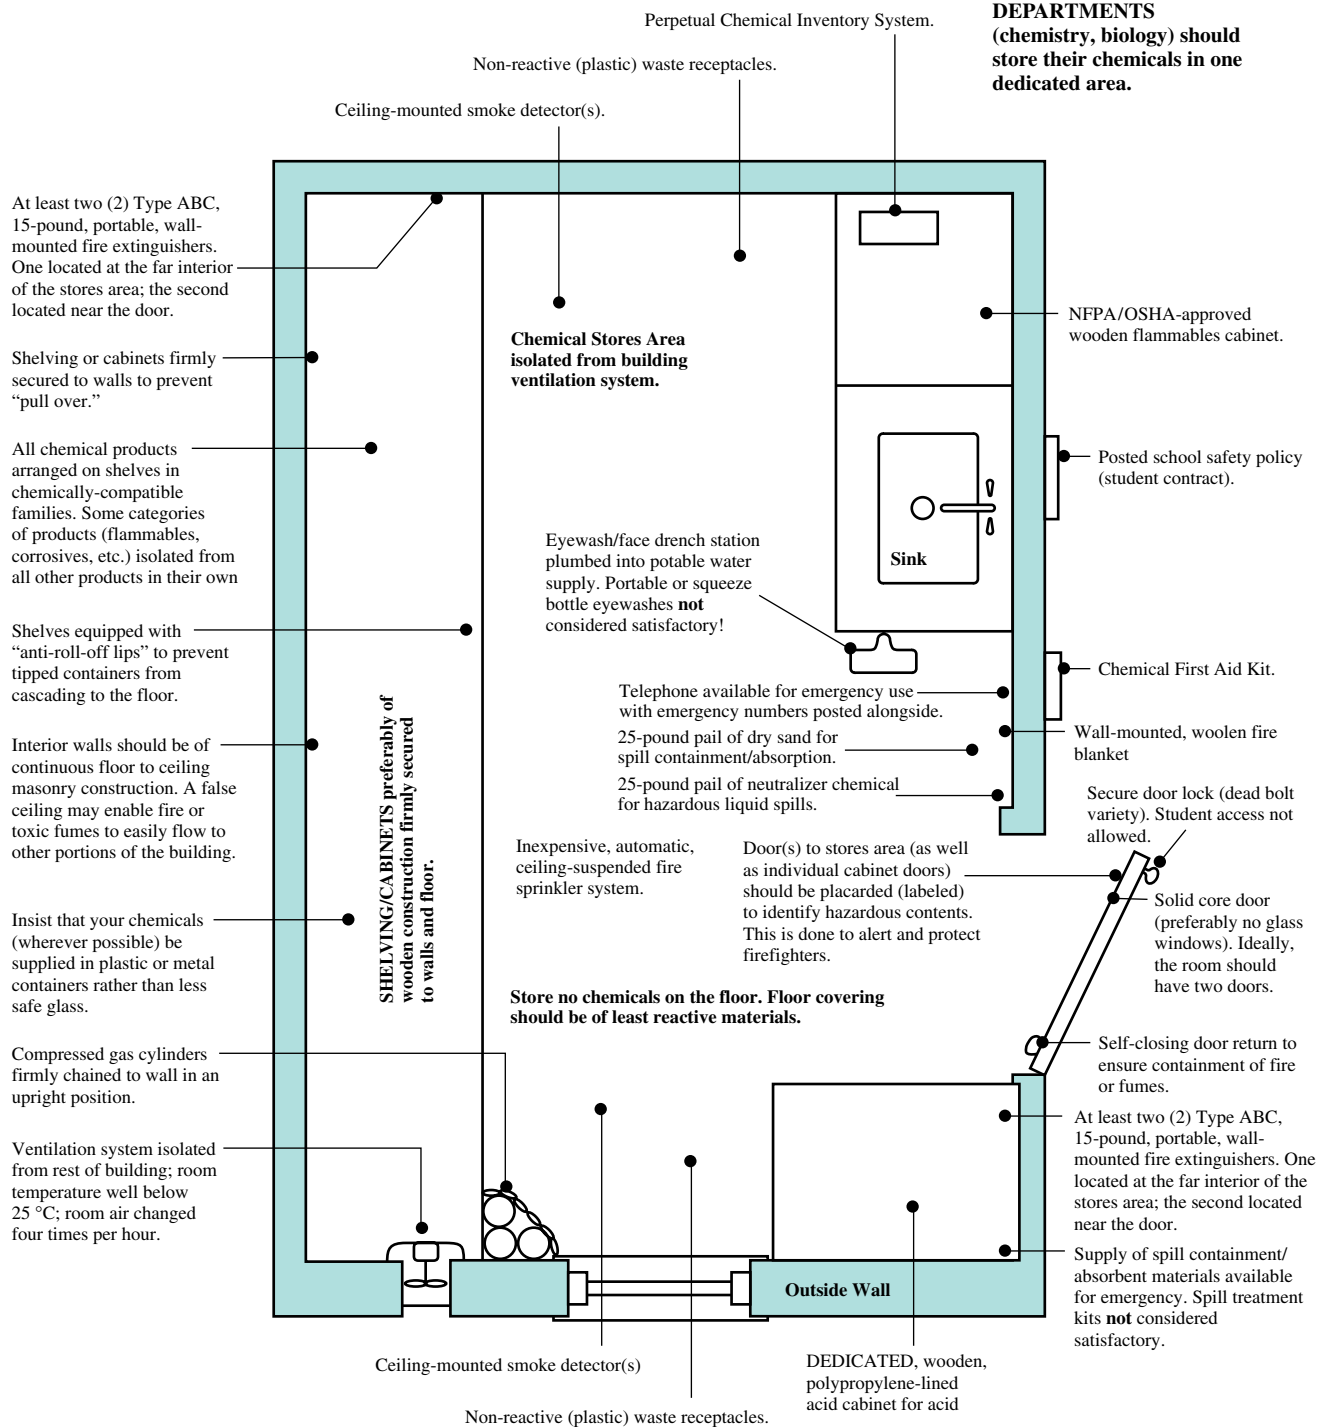 DEPARTMENTS
(chemistry, biology) should
store their chemicals in one
dedicated area.
Perpetual Chemical Inventory System.
Non-reactive (plastic) waste receptacles.
Ceiling-mounted smoke detector(s).
At least two (2) Type ABC,
15-pound, portable, wall-
mounted fire extinguishers.
One located at the far interior
of the stores area; the second
located near the door.
Shelving or cabinets firmly
secured to walls to prevent
“pull over.”
All chemical products
arranged on shelves in
chemically-compatible
families. Some categories
of products (flammables,
corrosives, etc.) isolated from
all other products in their own
Shelves equipped with
“anti-roll-off lips” to prevent
tipped containers from
cascading to the floor.
Interior walls should be of
continuous floor to ceiling
masonry construction. A false
ceiling may enable fire or
toxic fumes to easily flow to
other portions of the building.
Insist that your chemicals
(wherever possible) be
supplied in plastic or metal
containers rather than less
safe glass.
Compressed gas cylinders
firmly chained to wall in an
upright position.
Ventilation system isolated
from rest of building; room
temperature well below
25 °C; room air changed
four times per hour.
SHELVING/CABINETS preferably of
wooden construction firmly secured
to walls and floor.
Chemical Stores Area
isolated from building
ventilation system.
Eyewash/face drench station
plumbed into potable water
supply. Portable or squeeze
bottle eyewashes not
considered satisfactory!
Sink
Telephone available for emergency use
with emergency numbers posted alongside.
25-pound pail of dry sand for
spill containment/absorption.
25-pound pail of neutralizer chemical
for hazardous liquid spills.
Inexpensive, automatic,
ceiling-suspended fire
sprinkler system.
Door(s) to stores area (as well
as individual cabinet doors)
should be placarded (labeled)
to identify hazardous contents.
This is done to alert and protect
firefighters.
Store no chemicals on the floor. Floor covering
should be of least reactive materials.
Outside Wall
NFPA/OSHA-approved
wooden flammables cabinet.
Posted school safety policy
(student contract).
Chemical First Aid Kit.
Wall-mounted, woolen fire
blanket
Secure door lock (dead bolt
variety). Student access not
allowed.
Solid core door
(preferably no glass
windows). Ideally,
the room should
have two doors.
Self-closing door return to
ensure containment of fire
or fumes.
At least two (2) Type ABC,
15-pound, portable, wall-
mounted fire extinguishers. One
located at the far interior of the
stores area; the second located
near the door.
Supply of spill containment/
absorbent materials available
for emergency. Spill treatment
kits not considered
satisfactory.
Ceiling-mounted smoke detector(s)
Non-reactive (plastic) waste receptacles.
DEDICATED, wooden,
polypropylene-lined
acid cabinet for acid